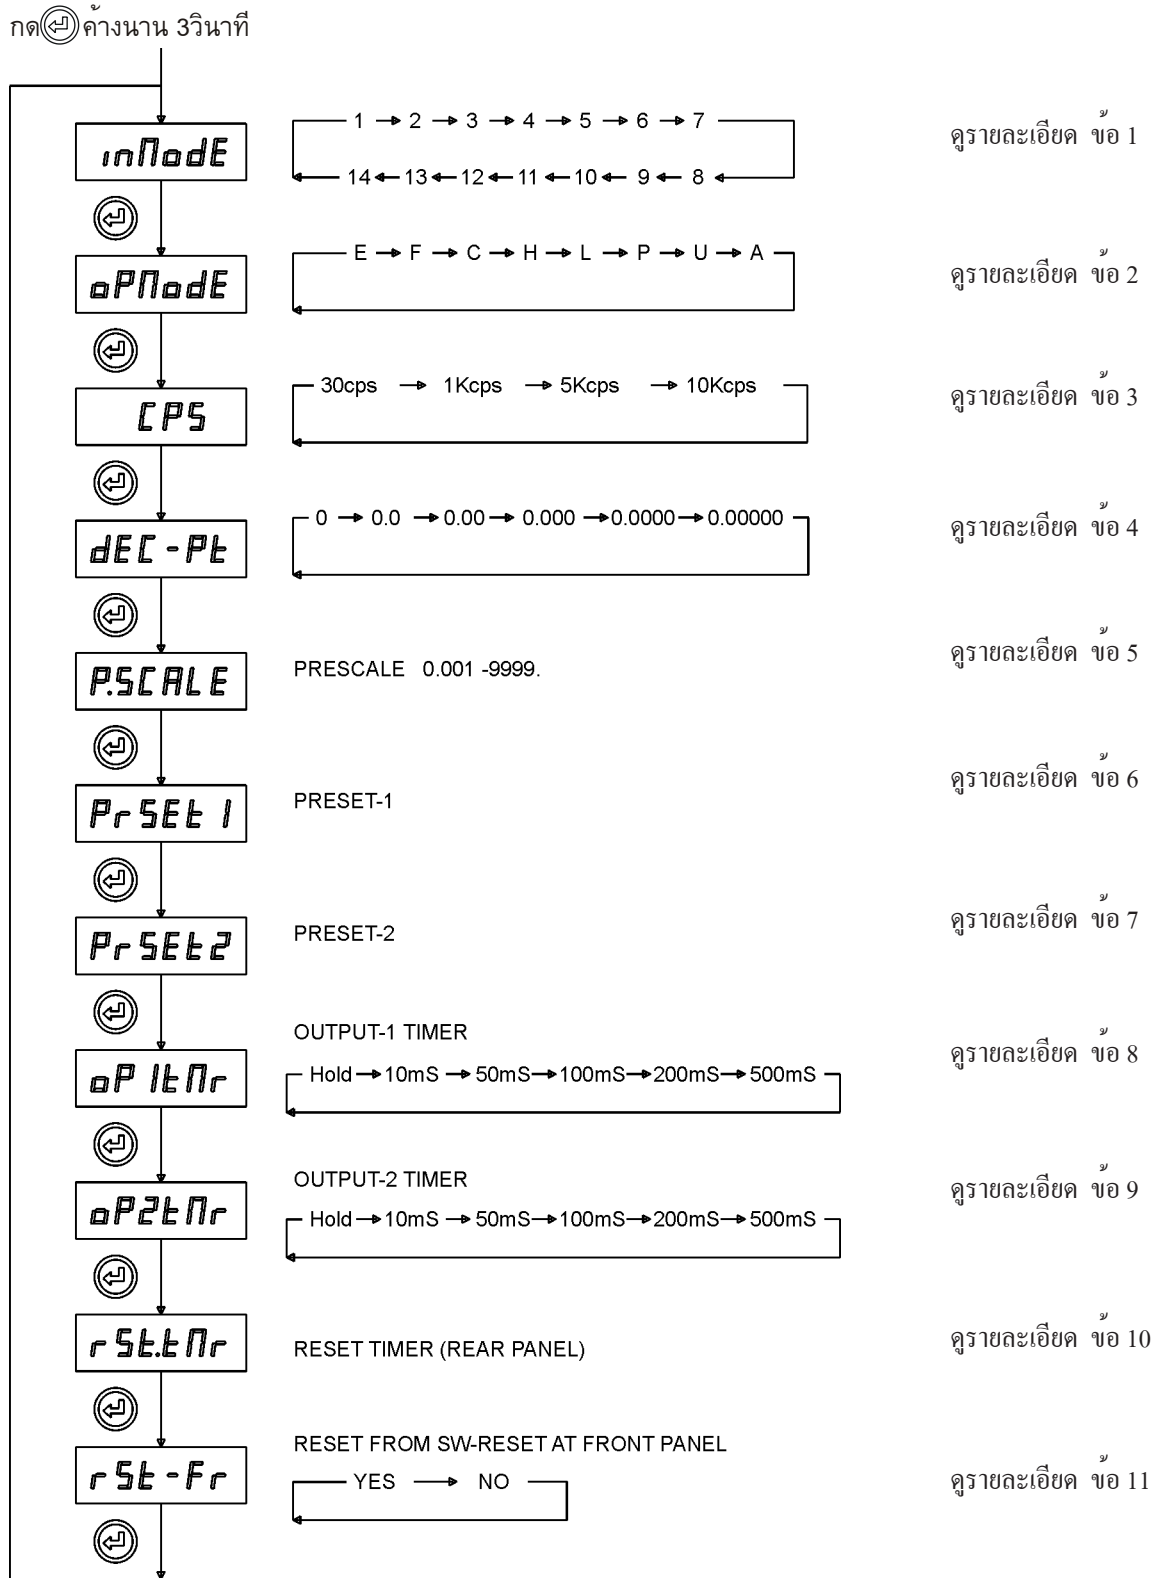 กด ค้างนาน 3วินาที
inModE
1 → 2 → 3 → 4 → 5 → 6 → 7
14 ← 13 ← 12 ← 11 ← 10 ← 9 ← 8
ดูรายละเอียด ข้อ 1
oPModE
E → F → C → H → L → P → U → A
ดูรายละเอียด ข้อ 2
CPS
30cps → 1Kcps → 5Kcps → 10Kcps
ดูรายละเอียด ข้อ 3
dEC-Pt
0 → 0.0 → 0.00 → 0.000 → 0.0000 → 0.00000
ดูรายละเอียด ข้อ 4
P.SCALE
PRESCALE 0.001 -9999.
ดูรายละเอียด ข้อ 5
PrSEt1
PRESET-1
ดูรายละเอียด ข้อ 6
PrSEt2
PRESET-2
ดูรายละเอียด ข้อ 7
OUTPUT-1 TIMER
oP1tMr
Hold → 10mS → 50mS → 100mS → 200mS → 500mS
ดูรายละเอียด ข้อ 8
OUTPUT-2 TIMER
oP2tMr
Hold → 10mS → 50mS → 100mS → 200mS → 500mS
ดูรายละเอียด ข้อ 9
rSt.tMr
RESET TIMER (REAR PANEL)
ดูรายละเอียด ข้อ 10
RESET FROM SW-RESET AT FRONT PANEL
rSt-Fr
YES → NO
ดูรายละเอียด ข้อ 11